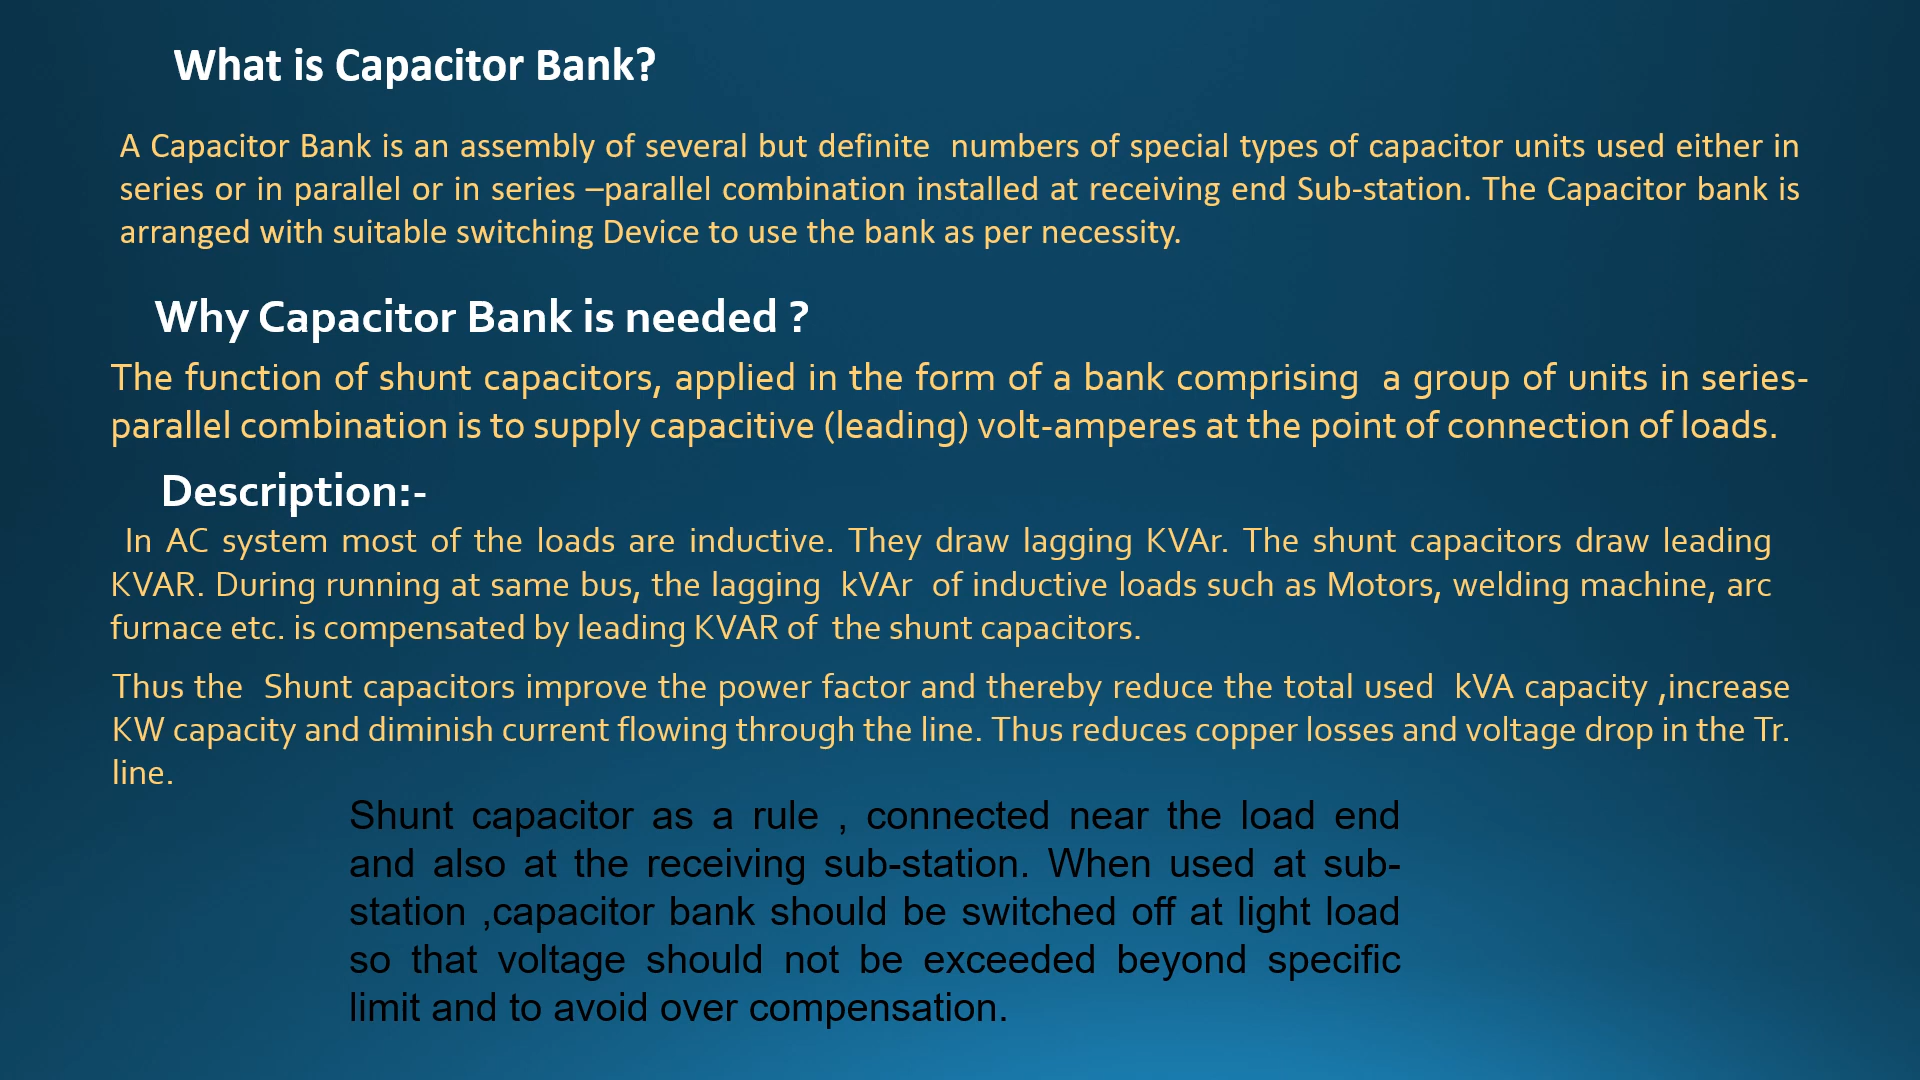 What is Capacitor Bank?
A Capacitor Bank is an assembly of several but definite numbers of special types of capacitor units used either in
series or in parallel or in series –parallel combination installed at receiving end Sub-station. The Capacitor bank is
arranged with suitable switching Device to use the bank as per necessity.
Why Capacitor Bank is needed ?
The function of shunt capacitors, applied in the form of a bank comprising a group of units in series-
parallel combination is to supply capacitive (leading) volt-amperes at the point of connection of loads.
Description:-
In AC system most of the loads are inductive. They draw lagging KVAr. The shunt capacitors draw leading
KVAR. During running at same bus, the lagging kVAr of inductive loads such as Motors, welding machine, arc
furnace etc. is compensated by leading KVAR of the shunt capacitors.
Thus the Shunt capacitors improve the power factor and thereby reduce the total used kVA capacity ,increase
KW capacity and diminish current flowing through the line. Thus reduces copper losses and voltage drop in the Tr.
line.
Shunt capacitor as a rule , connected near the load end
and also at the receiving sub-station. When used at sub-
station ,capacitor bank should be switched off at light load
so that voltage should not be exceeded beyond specific
limit and to avoid over compensation.